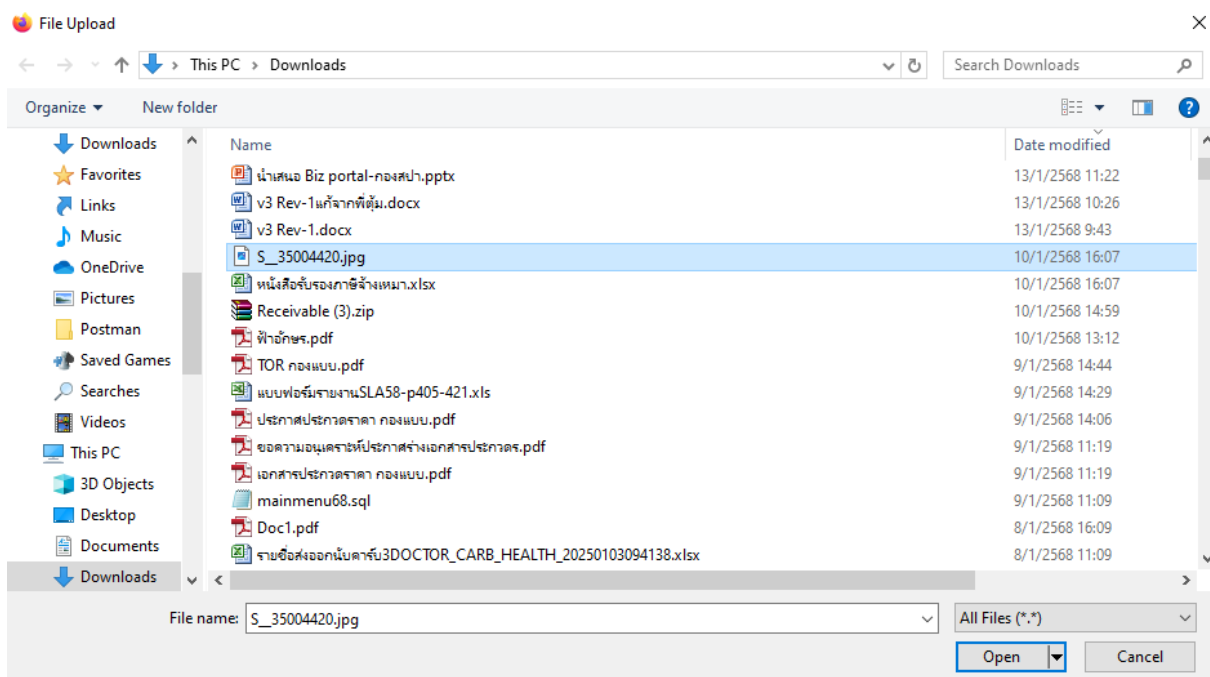 File Upload
This PC > Downloads
Search Downloads
Organize New folder
Downloads
Favorites
Links
Music
OneDrive
Pictures
Postman
Saved Games
Searches
Videos
This PC
3D Objects
Desktop
Documents
Downloads
Name Date modified
นำเสนอ Biz portal-กองสปา.pptx 13/1/2568 11:22
v3 Rev-1แก้จากพี่ตุ้ม.docx 13/1/2568 10:26
v3 Rev-1.docx 13/1/2568 9:43
S__35004420.jpg 10/1/2568 16:07
หนังสือรับรองภาษีจ้างเหมา.xlsx 10/1/2568 16:07
Receivable (3).zip 10/1/2568 14:59
ฟ้าอักษร.pdf 10/1/2568 13:12
TOR กองแบบ.pdf 9/1/2568 14:44
แบบฟอร์มรายงานSLA58-p405-421.xls 9/1/2568 14:29
ประกาศประกวดราคา กองแบบ.pdf 9/1/2568 14:06
ขอความอนุเคราะห์ประกาศร่างเอกสารประกวดร.pdf 9/1/2568 11:19
เอกสารประกวดราคา กองแบบ.pdf 9/1/2568 11:19
mainmenu68.sql 9/1/2568 11:09
Doc1.pdf 8/1/2568 16:09
รายชื่อส่งออกนับคาร์บ3DOCTOR_CARB_HEALTH_20250103094138.xlsx 8/1/2568 11:09
File name: S__35004420.jpg
All Files (*.*)
Open Cancel